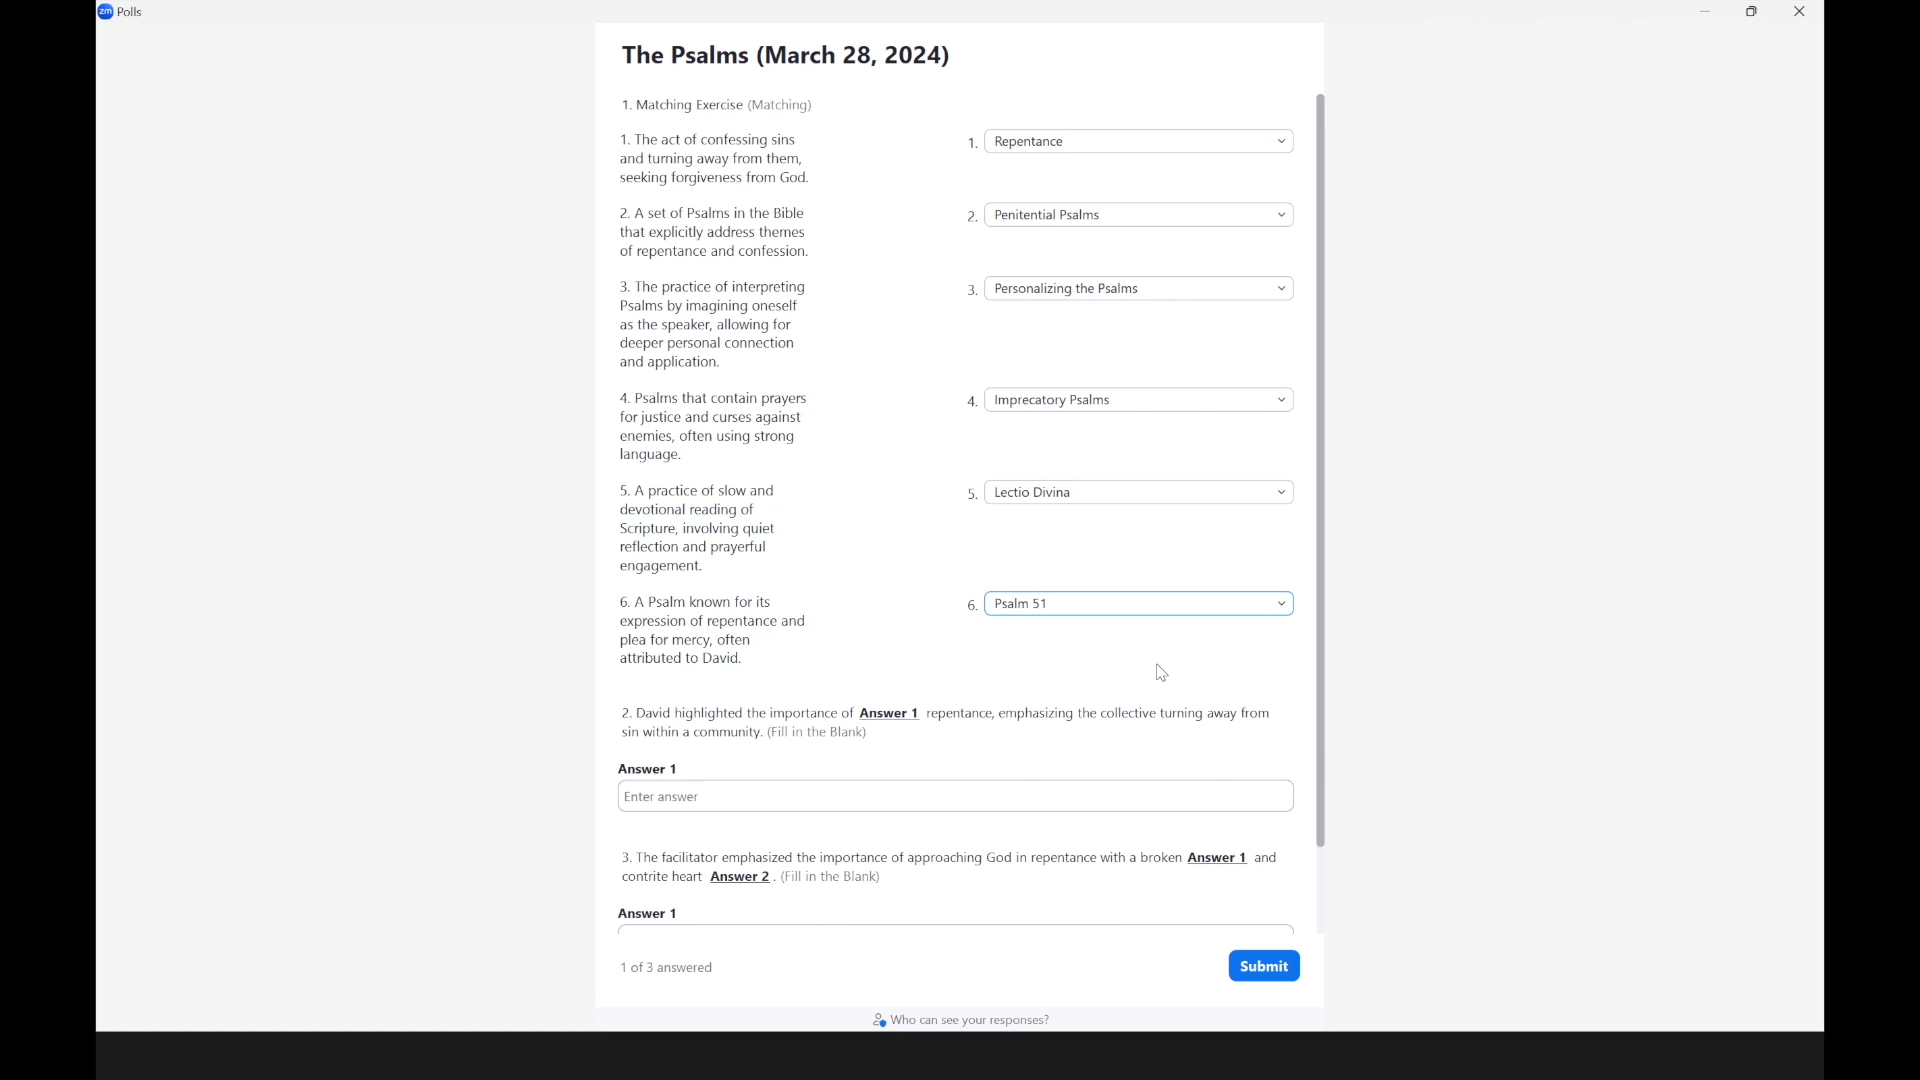 zm Polls
The Psalms (March 28, 2024)
1. Matching Exercise (Matching)
1. The act of confessing sins
and turning away from them,
seeking forgiveness from God.
1. Repentance
2. A set of Psalms in the Bible
that explicitly address themes
of repentance and confession.
2. Penitential Psalms
3. The practice of interpreting
Psalms by imagining oneself
as the speaker, allowing for
deeper personal connection
and application.
3. Personalizing the Psalms
4. Psalms that contain prayers
for justice and curses against
enemies, often using strong
language.
4. Imprecatory Psalms
5. A practice of slow and
devotional reading of
Scripture, involving quiet
reflection and prayerful
engagement.
5. Lectio Divina
6. A Psalm known for its
expression of repentance and
plea for mercy, often
attributed to David.
6. Psalm 51
2. David highlighted the importance of Answer 1 repentance, emphasizing the collective turning away from
sin within a community. (Fill in the Blank)
Answer 1
Enter answer
3. The facilitator emphasized the importance of approaching God in repentance with a broken Answer 1 and
contrite heart Answer 2 . (Fill in the Blank)
Answer 1
1 of 3 answered
Submit
Who can see your responses?